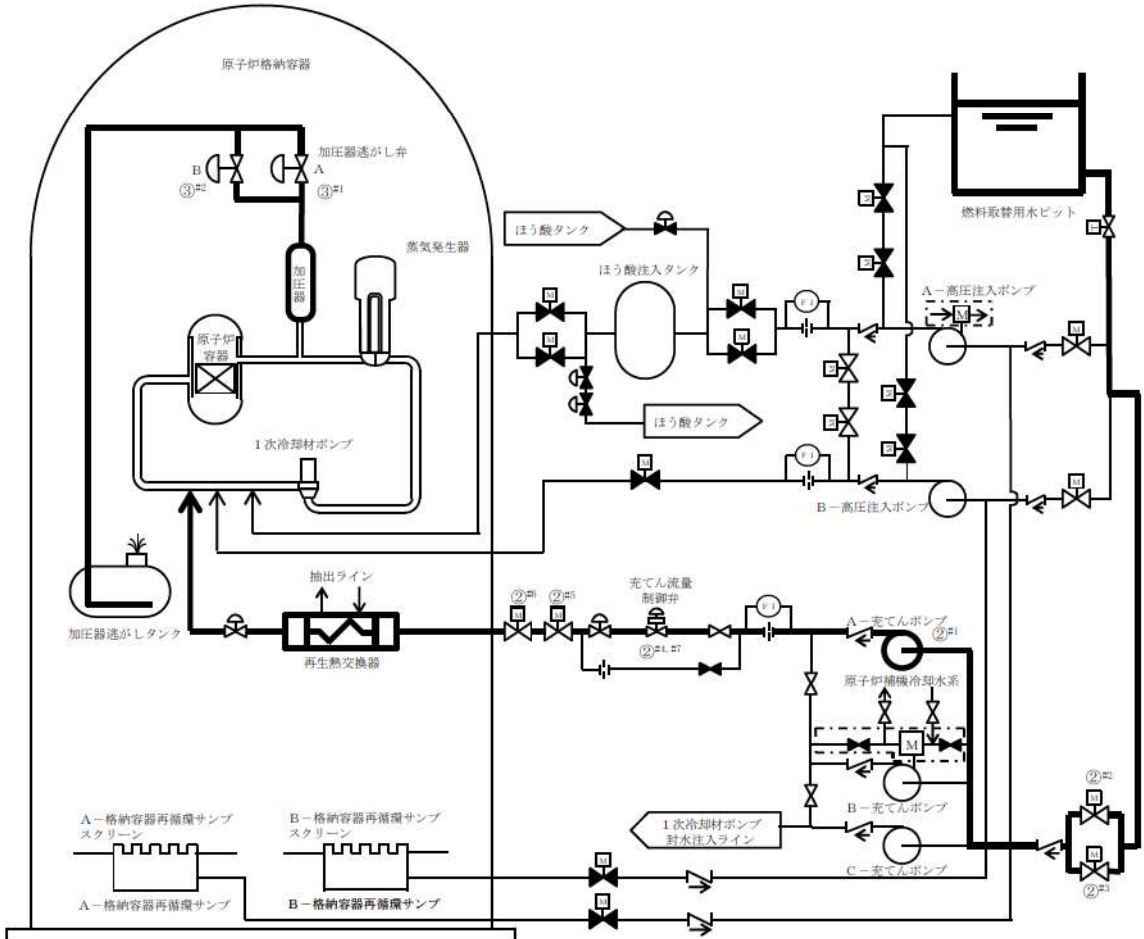 原子炉格納容器
加圧器逃がし弁
B
A
③#2
③#1
蒸気発生器
加圧器
原子炉
容器
1次冷却材ポンプ
加圧器逃がしタンク
ほう酸タンク
ほう酸注入タンク
M
M
M
M
F I
ほう酸タンク
M
F I
燃料取替用水ピット
M
M
A－高圧注入ポンプ
M
M
M
M
M
M
M
B－高圧注入ポンプ
M
抽出ライン
再生熱交換器
②#6
②#5
M
M
充てん流量
制御弁
②#4, #7
F I
A－充てんポンプ
②#1
原子炉補機冷却水系
M
B－充てんポンプ
1次冷却材ポンプ
封水注入ライン
C－充てんポンプ
②#2
M
M
②#3
A－格納容器再循環サンプ
スクリーン
B－格納容器再循環サンプ
スクリーン
A－格納容器再循環サンプ
B－格納容器再循環サンプ
M
M